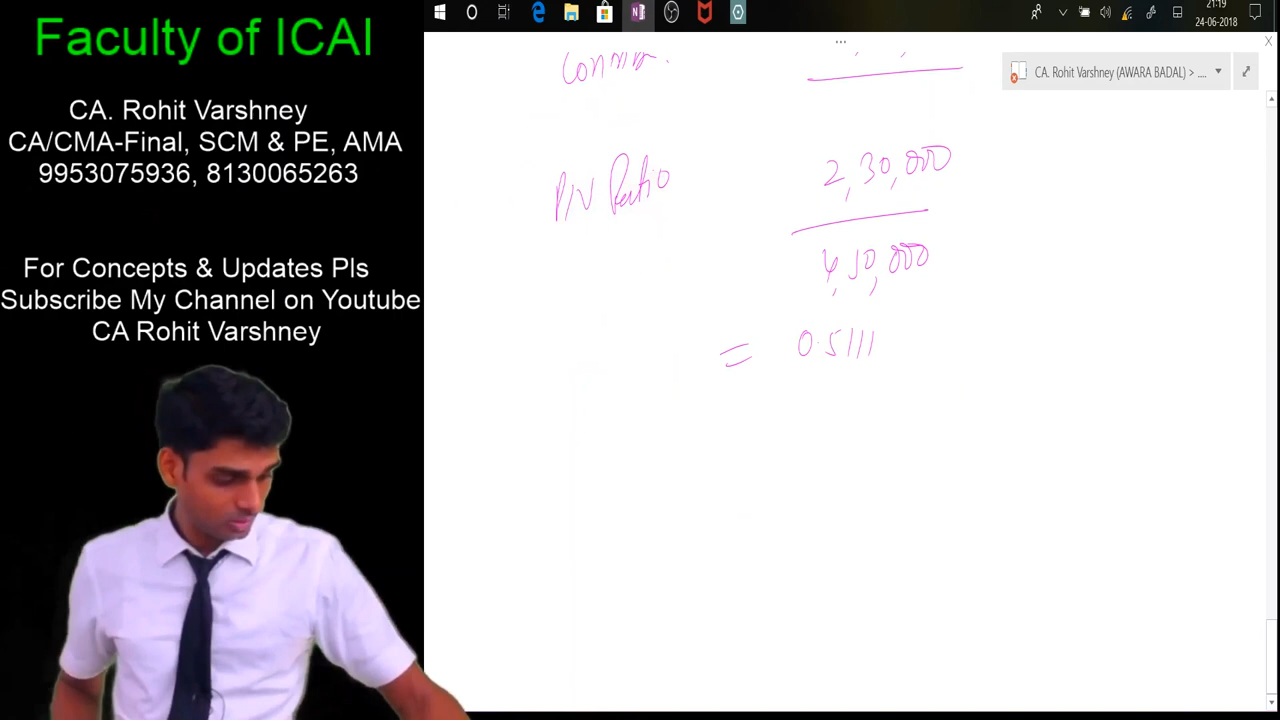 Faculty of ICAI
CA. Rohit Varshney
CA/CMA-Final, SCM & PE, AMA
9953075936, 8130065263
For Concepts & Updates Pls
Subscribe My Channel on Youtube
CA Rohit Varshney
21:19
24-06-2018
CA. Rohit Varshney (AWARA BADAL) > ....
P/V Ratio 2,30,000
4,50,000
= 0.5111